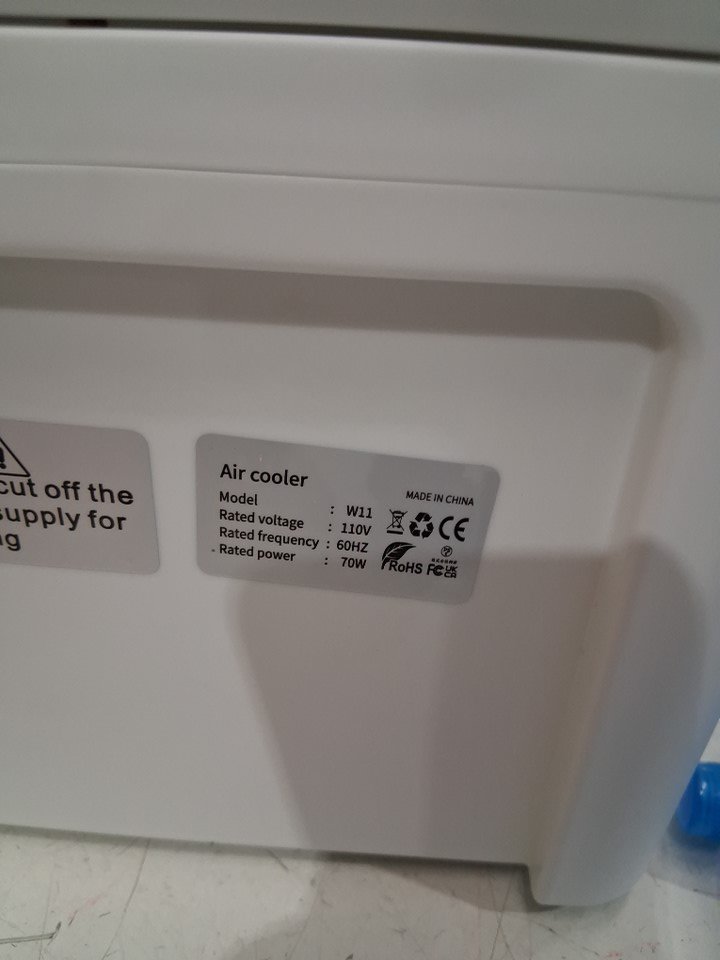 cut off the
supply for
Air cooler
MADE IN CHINA
Model : W11
Rated voltage : 110V
Rated frequency : 60HZ
Rated power : 70W
CE
RoHS FC UK CA